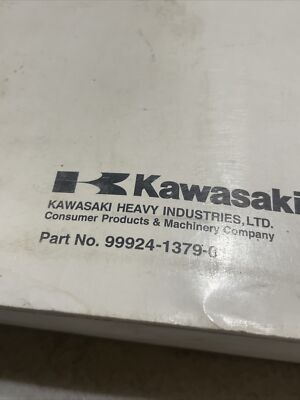 Kawasaki
KAWASAKI HEAVY INDUSTRIES, LTD.
Consumer Products & Machinery Company
Part No. 99924-1379-0